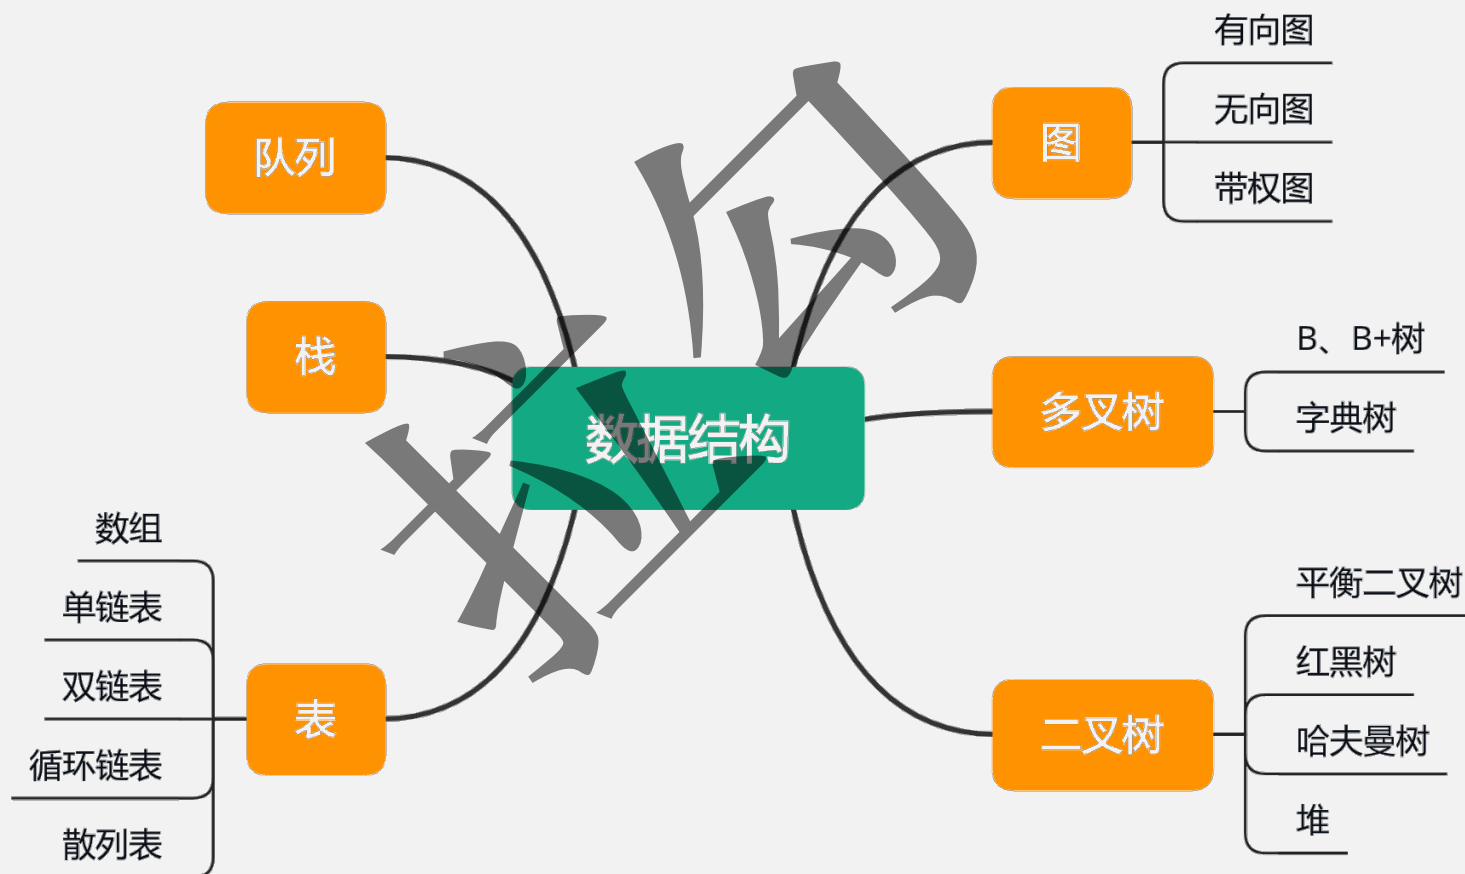 数据结构
队列
栈
表
数组
单链表
双链表
循环链表
散列表
图
有向图
无向图
带权图
多叉树
B、B+树
字典树
二叉树
平衡二叉树
红黑树
哈夫曼树
堆